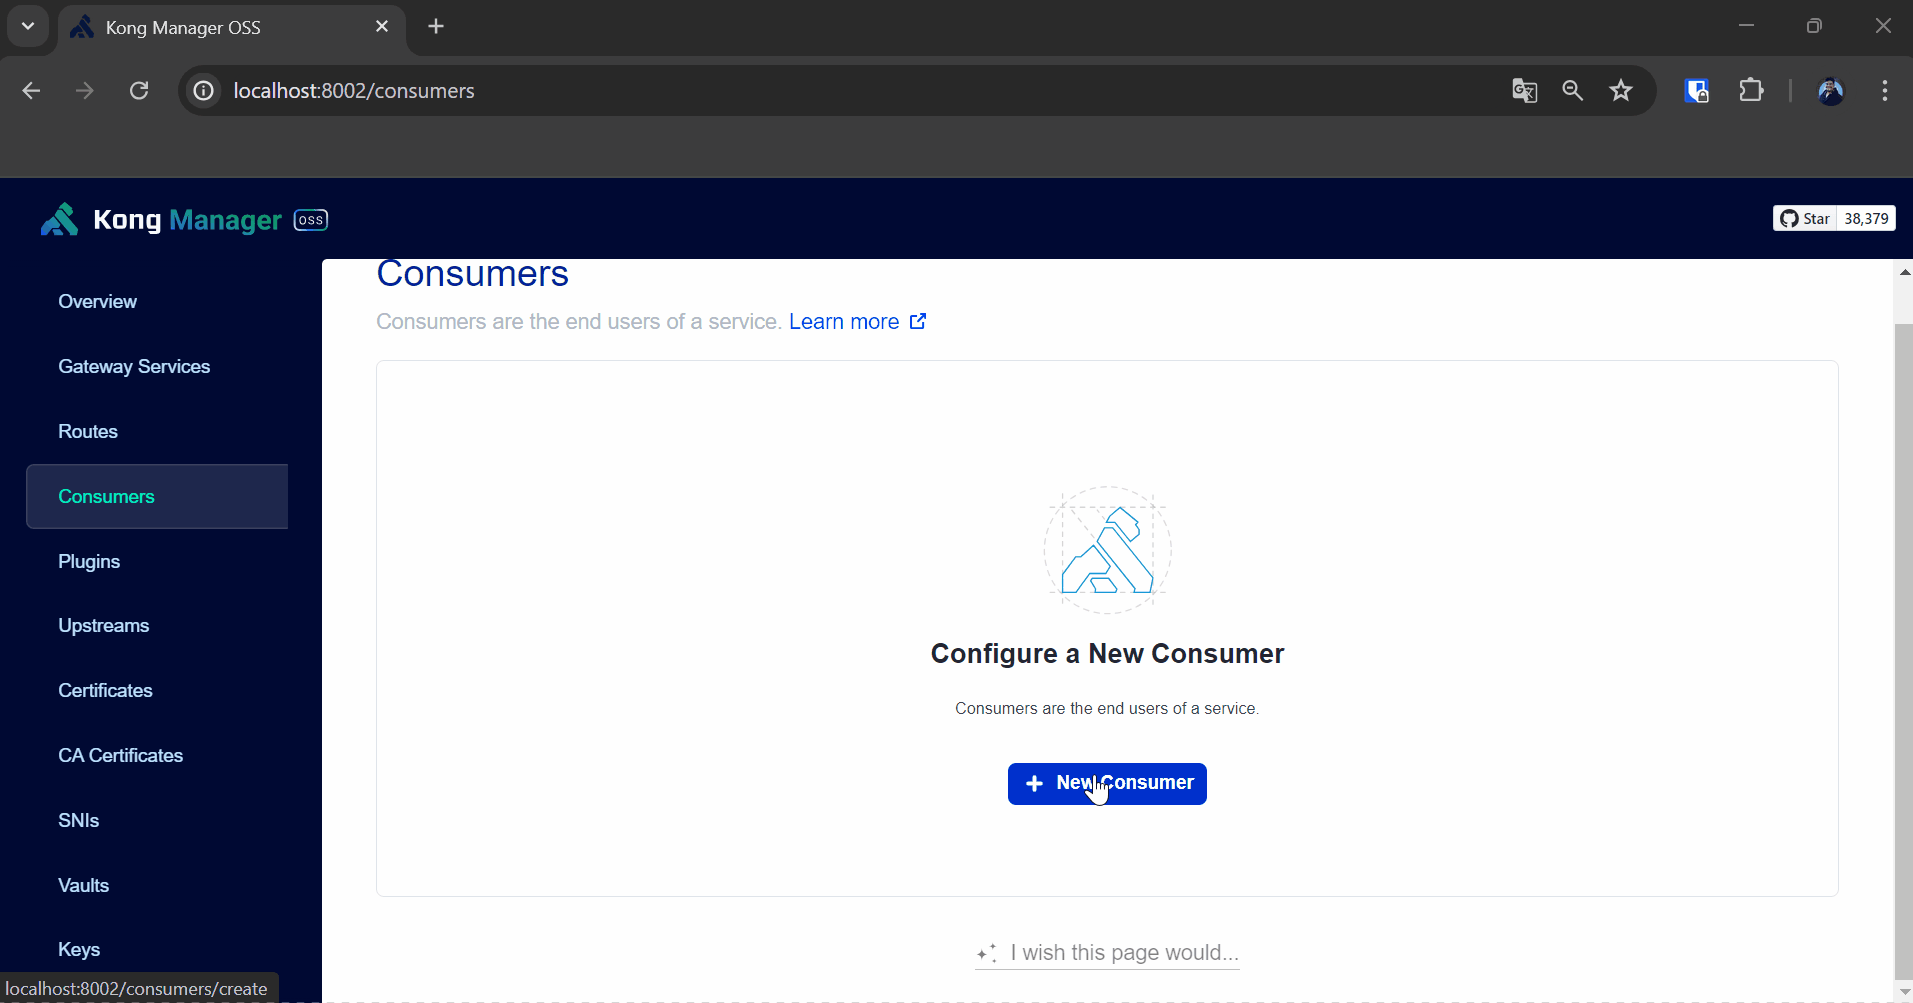 Kong Manager OSS
localhost:8002/consumers
Kong Manager OSS
Star 38,379
Overview
Gateway Services
Routes
Consumers
Plugins
Upstreams
Certificates
CA Certificates
SNIs
Vaults
Keys
Consumers
Consumers are the end users of a service. Learn more
Configure a New Consumer
Consumers are the end users of a service.
+ New Consumer
I wish this page would...
localhost:8002/consumers/create